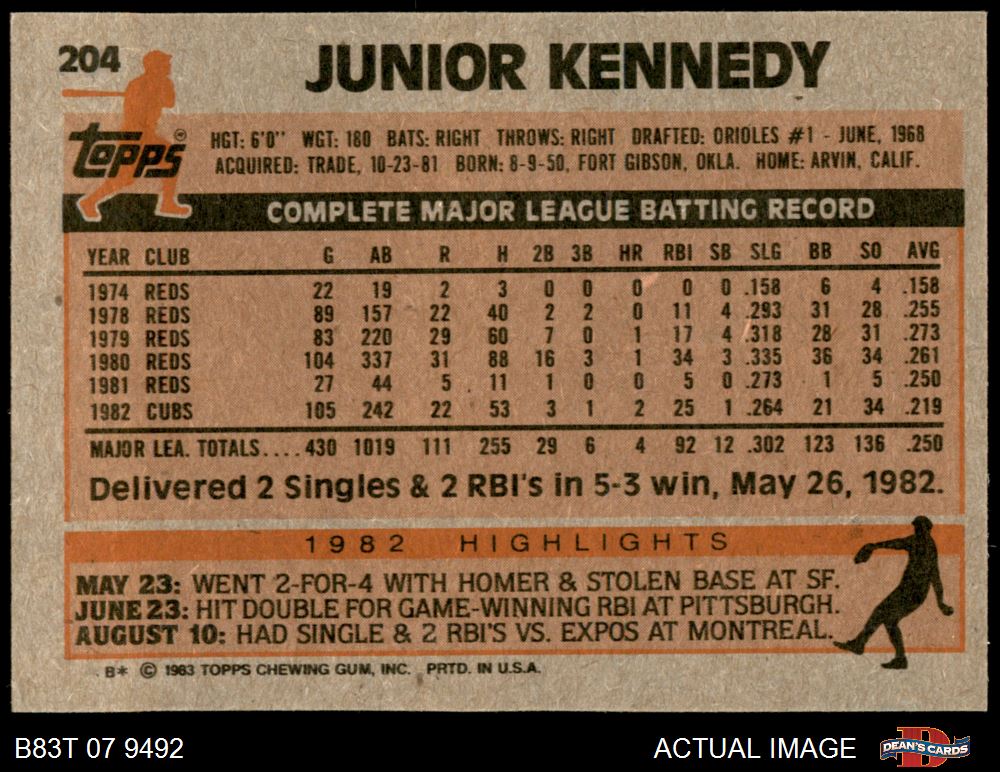 204 JUNIOR KENNEDY
topps ®
HGT: 6'0" WGT: 180 BATS: RIGHT THROWS: RIGHT DRAFTED: ORIOLES #1 - JUNE, 1968
ACQUIRED: TRADE, 10-23-81 BORN: 8-9-50, FORT GIBSON, OKLA. HOME: ARVIN, CALIF.
COMPLETE MAJOR LEAGUE BATTING RECORD
YEAR CLUB G AB R H 2B 3B HR RBI SB SLG BB SO AVG
1974 REDS 22 19 2 3 0 0 0 0 0 .158 6 4 .158
1978 REDS 89 157 22 40 2 2 0 11 4 .293 31 28 .255
1979 REDS 83 220 29 60 7 0 1 17 4 .318 28 31 .273
1980 REDS 104 337 31 88 16 3 1 34 3 .335 36 34 .261
1981 REDS 27 44 5 11 1 0 0 5 0 .273 1 5 .250
1982 CUBS 105 242 22 53 3 1 2 25 1 .264 21 34 .219
MAJOR LEA. TOTALS.... 430 1019 111 255 29 6 4 92 12 .302 123 136 .250
Delivered 2 Singles & 2 RBI's in 5-3 win, May 26, 1982.
1982 HIGHLIGHTS
MAY 23: WENT 2-FOR-4 WITH HOMER & STOLEN BASE AT SF.
JUNE 23: HIT DOUBLE FOR GAME-WINNING RBI AT PITTSBURGH.
AUGUST 10: HAD SINGLE & 2 RBI'S VS. EXPOS AT MONTREAL.
B* © 1983 TOPPS CHEWING GUM, INC. PRTD. IN U.S.A.
B83T 07 9492 ACTUAL IMAGE D DEAN'S CARDS